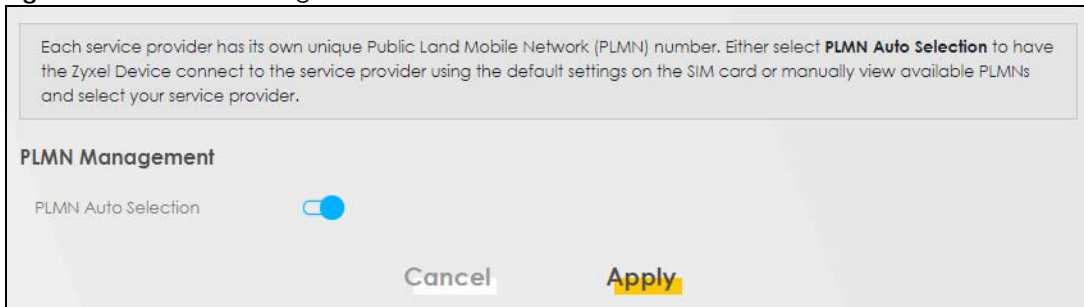 Each service provider has its own unique Public Land Mobile Network (PLMN) number. Either select PLMN Auto Selection to have
the Zyxel Device connect to the service provider using the default settings on the SIM card or manually view available PLMNs
and select your service provider.
PLMN Management
PLMN Auto Selection
Cancel Apply